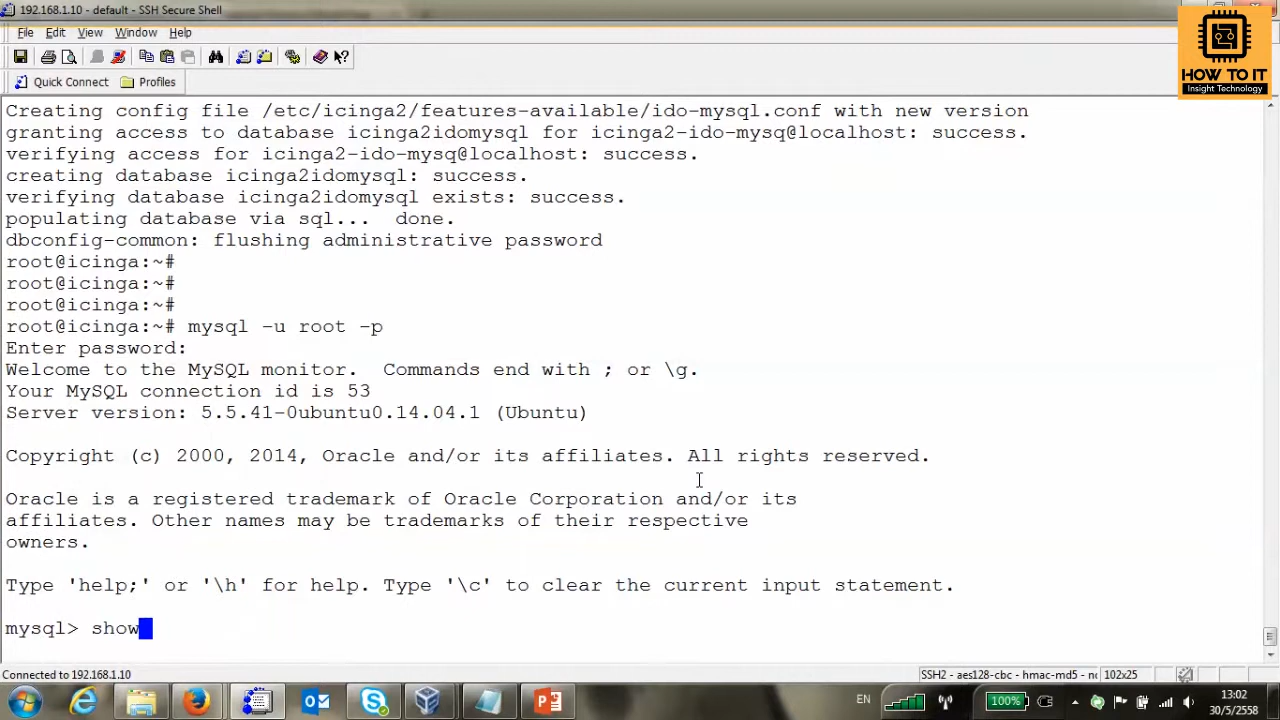 192.168.1.10 - default - SSH Secure Shell
File Edit View Window Help
Quick Connect Profiles
HOW TO IT
Insight Technology
Creating config file /etc/icinga2/features-available/ido-mysql.conf with new version
granting access to database icinga2idomysql for icinga2-ido-mysq@localhost: success.
verifying access for icinga2-ido-mysq@localhost: success.
creating database icinga2idomysql: success.
verifying database icinga2idomysql exists: success.
populating database via sql... done.
dbconfig-common: flushing administrative password
root@icinga:~#
root@icinga:~#
root@icinga:~#
root@icinga:~# mysql -u root -p
Enter password:
Welcome to the MySQL monitor. Commands end with ; or \g.
Your MySQL connection id is 53
Server version: 5.5.41-0ubuntu0.14.04.1 (Ubuntu)
Copyright (c) 2000, 2014, Oracle and/or its affiliates. All rights reserved.
Oracle is a registered trademark of Oracle Corporation and/or its
affiliates. Other names may be trademarks of their respective
owners.
Type 'help;' or '\h' for help. Type '\c' to clear the current input statement.
mysql> show
Connected to 192.168.1.10
SSH2 - aes128-cbc - hmac-md5 - nc 102x25
EN 100% 13:02
30/5/2558